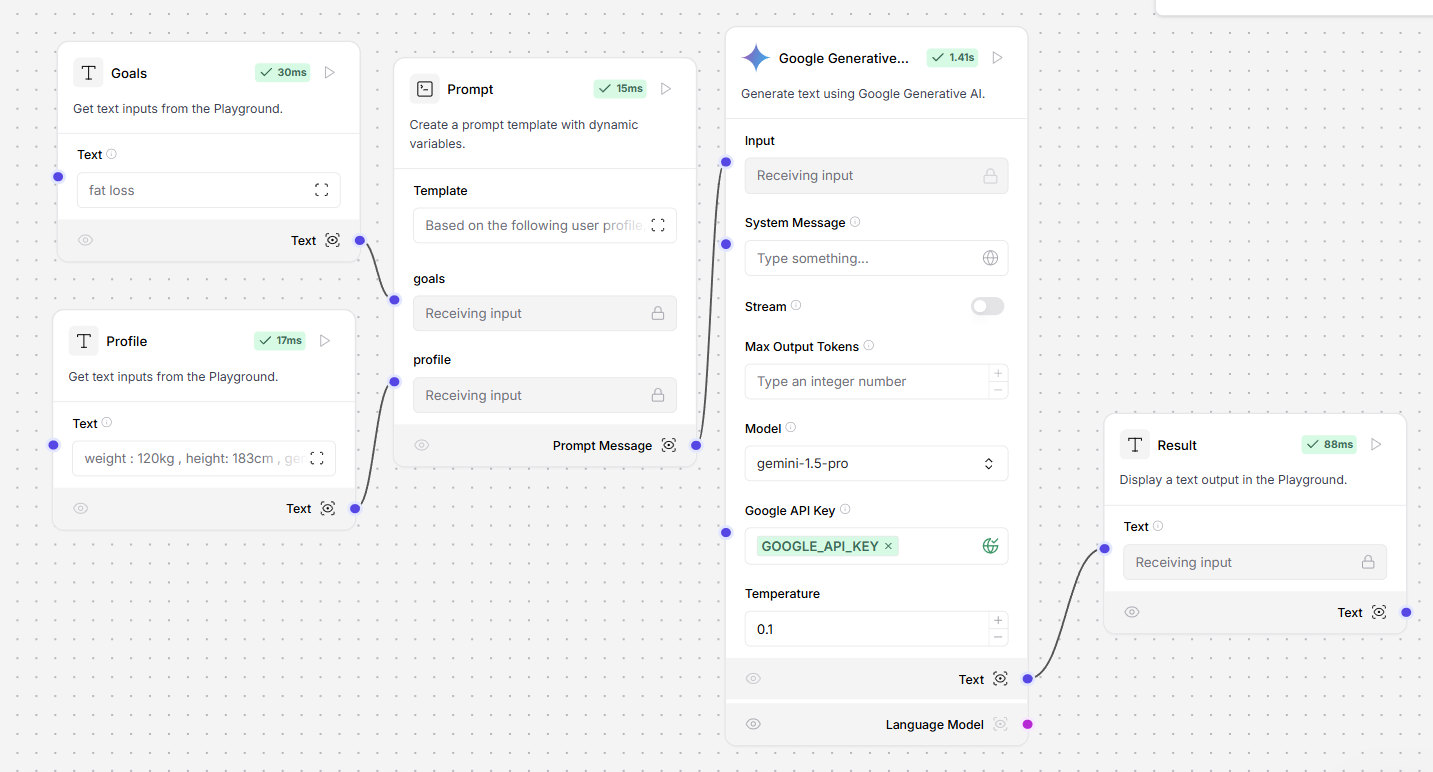 Goals
30ms
Get text inputs from the Playground.
Text
fat loss
Text
Profile
17ms
Get text inputs from the Playground.
Text
weight : 120kg , height: 183cm , gen
Text
Prompt
15ms
Create a prompt template with dynamic
variables.
Template
Based on the following user profile,
goals
Receiving input
profile
Receiving input
Prompt Message
Google Generative...
1.41s
Generate text using Google Generative AI.
Input
Receiving input
System Message
Type something...
Stream
Max Output Tokens
Type an integer number
Model
gemini-1.5-pro
Google API Key
GOOGLE_API_KEY ×
Temperature
0.1
Text
Language Model
Result
88ms
Display a text output in the Playground.
Text
Receiving input
Text